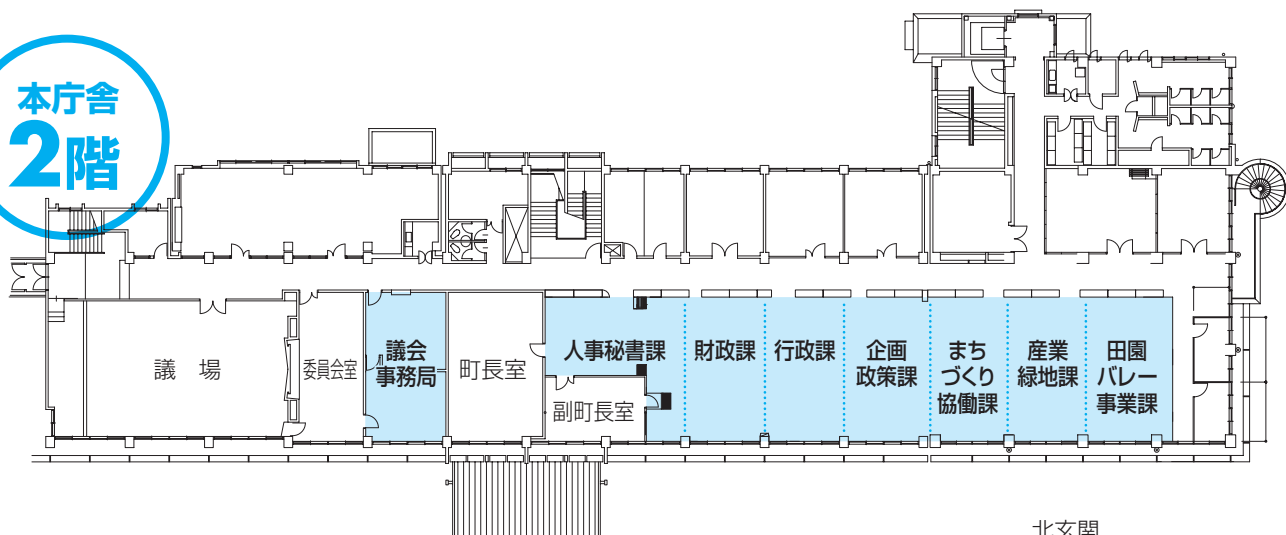 本庁舎
2階
議場
委員会室
議会
事務局
町長室
人事秘書課
副町長室
財政課
行政課
企画
政策課
まち
づくり
協働課
産業
緑地課
田園
バレー
事業課
北玄関